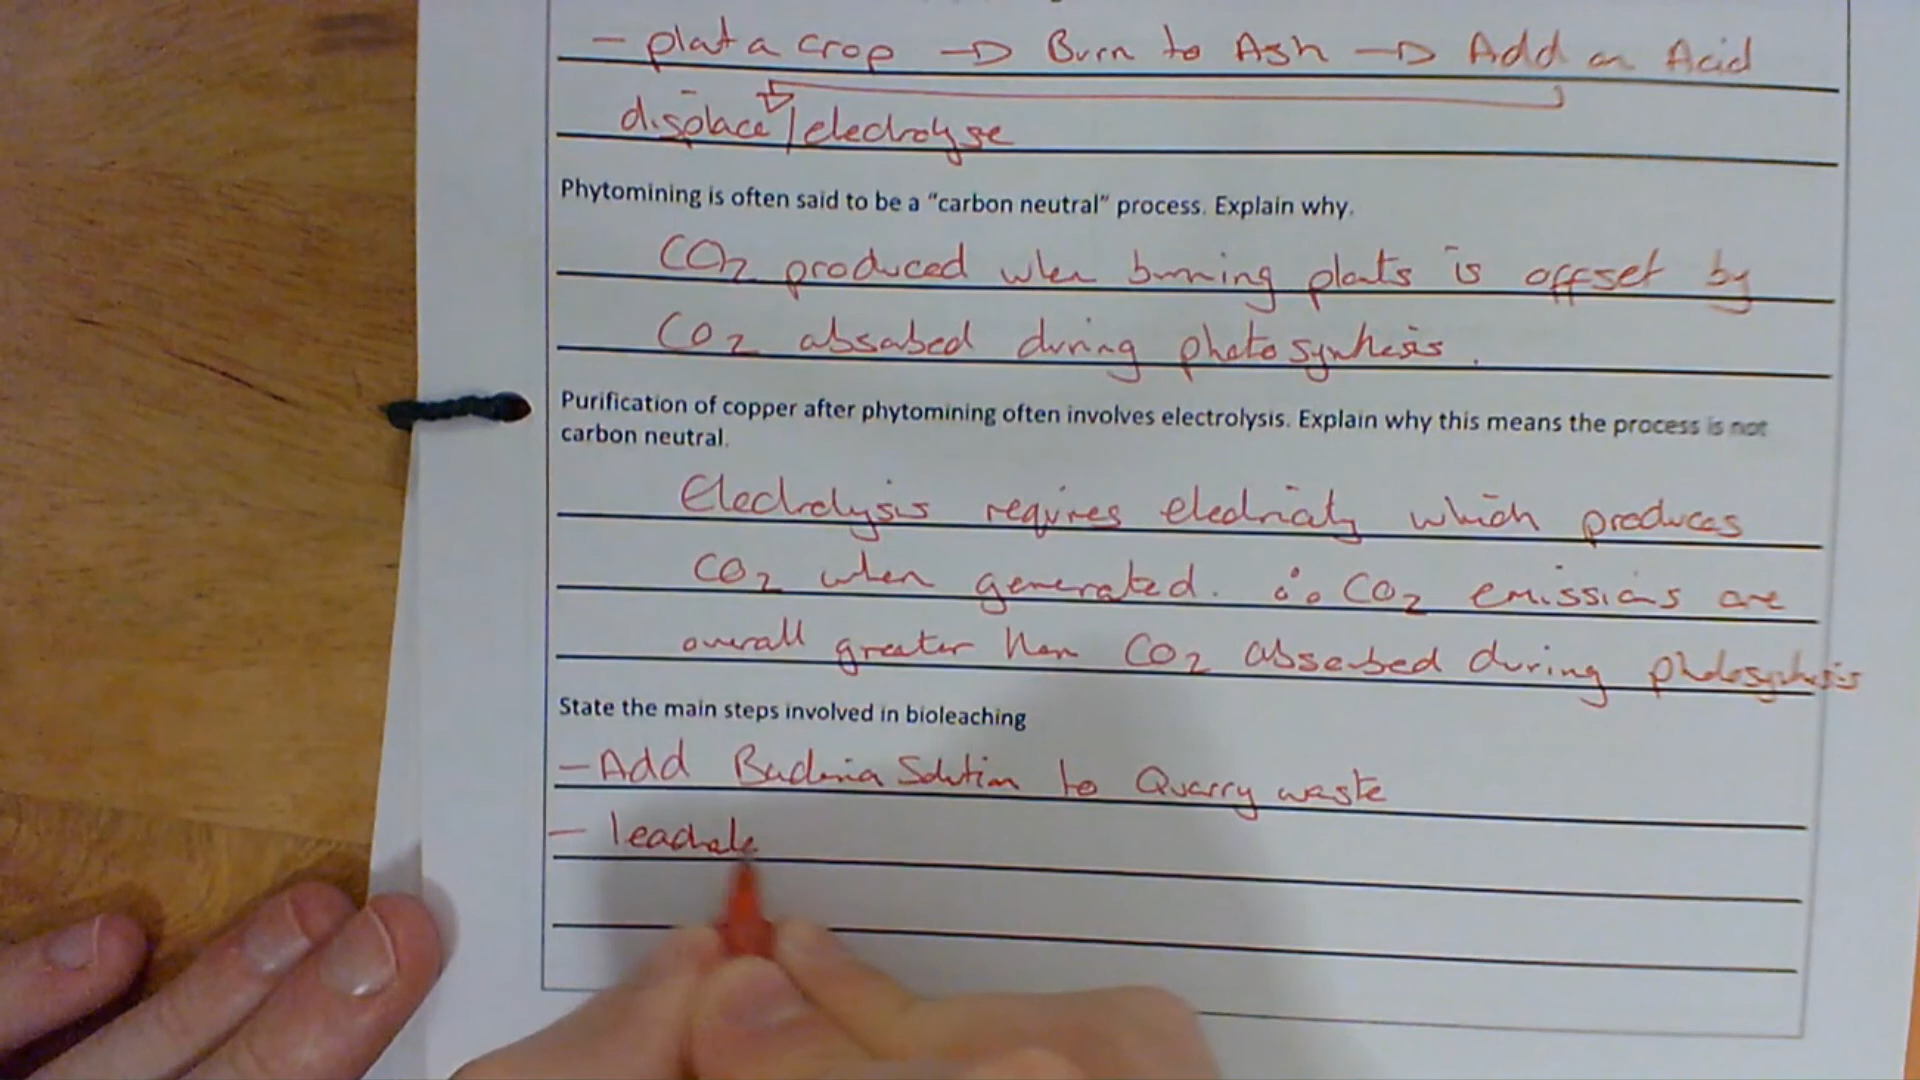 - plat a crop → Burn to Ash → Add an Acid
displace / electrolyse
Phytomining is often said to be a “carbon neutral” process. Explain why.
CO2 produced when burning plants is offset by
CO2 absabed during photosynthesis.
Purification of copper after phytomining often involves electrolysis. Explain why this means the process is not
carbon neutral.
Electrolysis requires electricity which produces
CO2 when generated. ∴ CO2 emissions are
overall greater than CO2 absorbed during photosynthesis
State the main steps involved in bioleaching
- Add Bacteria Solution to Quarry waste
- leachate